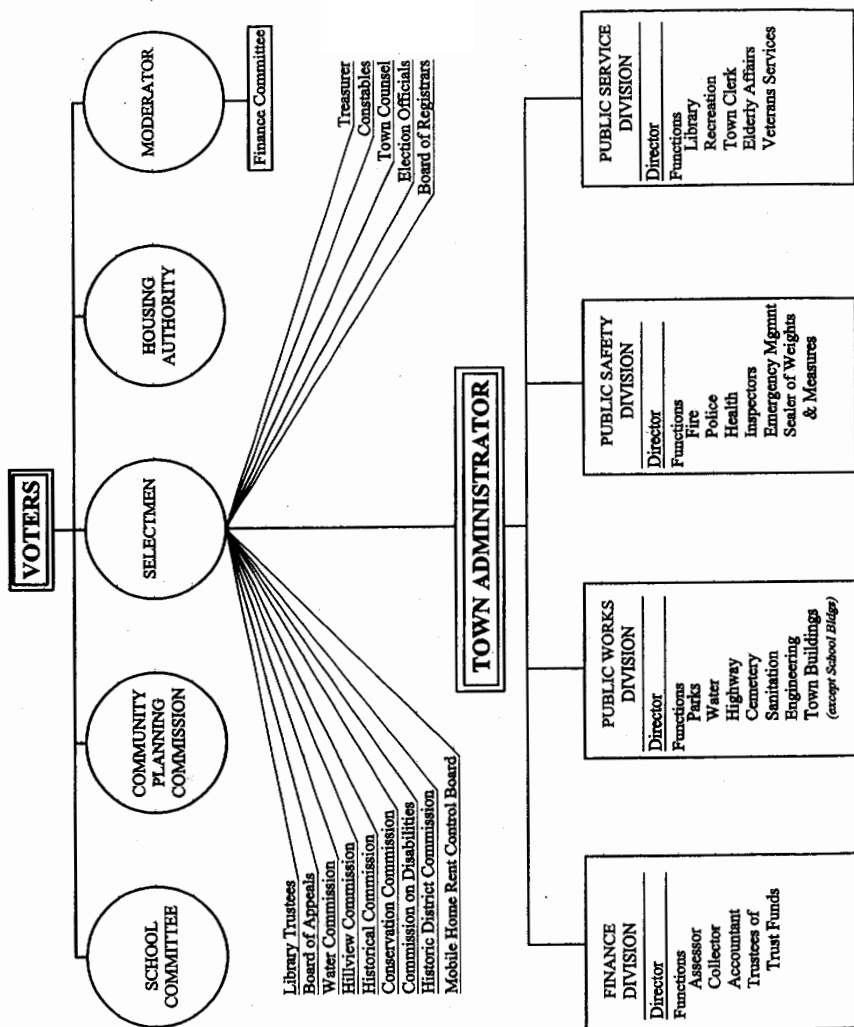 VOTERS
SCHOOL
COMMITTEE
COMMUNITY
PLANNING
COMMISSION
SELECTMEN
HOUSING
AUTHORITY
MODERATOR
Finance Committee
Library Trustees
Board of Appeals
Water Commission
Hillview Commission
Historical Commission
Conservation Commission
Commission on Disabilities
Historic District Commission
Mobile Home Rent Control Board
Treasurer
Constables
Town Counsel
Election Officials
Board of Registrars
TOWN ADMINISTRATOR
FINANCE
DIVISION
Director
Functions
Assessor
Collector
Accountant
Trustees of
Trust Funds
PUBLIC WORKS
DIVISION
Director
Functions
Parks
Water
Highway
Cemetery
Sanitation
Engineering
Town Buildings
(except School Bldgs)
PUBLIC SAFETY
DIVISION
Director
Functions
Fire
Police
Health
Inspectors
Emergency Mgmnt
Sealer of Weights
& Measures
PUBLIC SERVICE
DIVISION
Director
Functions
Library
Recreation
Town Clerk
Elderly Affairs
Veterans Services